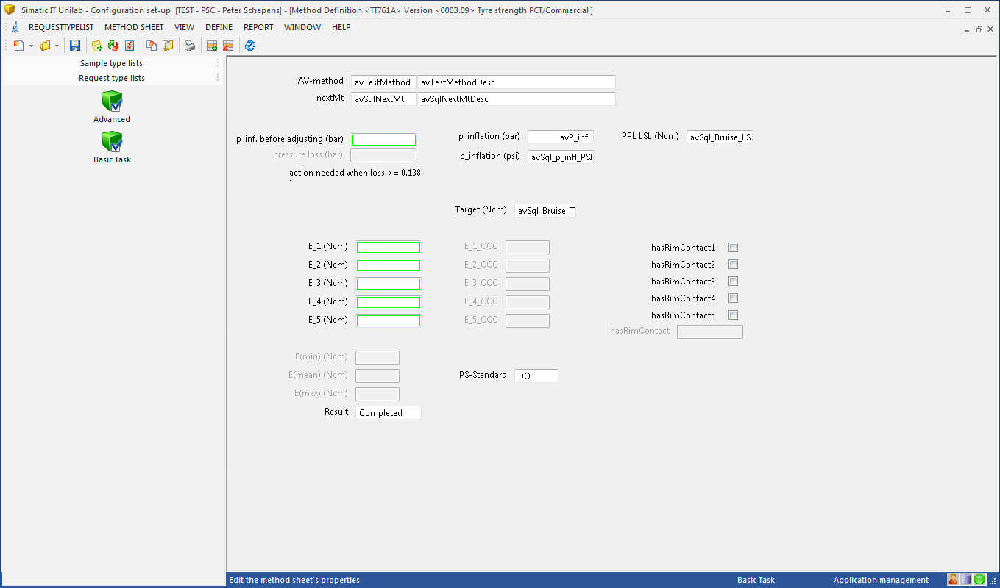 Simatic IT Unilab - Configuration set-up [TEST - PSC - Peter Schepens] - [Method Definition <TT761A> Version <0003.09> Tyre strength PCT/Commercial ]
REQUESTTYPELIST METHOD SHEET VIEW DEFINE REPORT WINDOW HELP
Sample type lists
Request type lists
Advanced
Basic Task
AV-method avTestMethod avTestMethodDesc
nextMt avSqlNextMt avSqlNextMtDesc
p_inf. before adjusting (bar) p_inflation (bar) avP_infl PPL LSL (Ncm) avSql_Bruise_LS
pressure loss (bar) p_inflation (psi) avSql_p_infl_PSI
action needed when loss >= 0.138
Target (Ncm) avSql_Bruise_T
E_1 (Ncm) E_1_CCC hasRimContact1
E_2 (Ncm) E_2_CCC hasRimContact2
E_3 (Ncm) E_3_CCC hasRimContact3
E_4 (Ncm) E_4_CCC hasRimContact4
E_5 (Ncm) E_5_CCC hasRimContact5
hasRimContact
E(min) (Ncm)
E(mean) (Ncm) PS-Standard DOT
E(max) (Ncm)
Result Completed
Edit the method sheet's properties Basic Task Application management